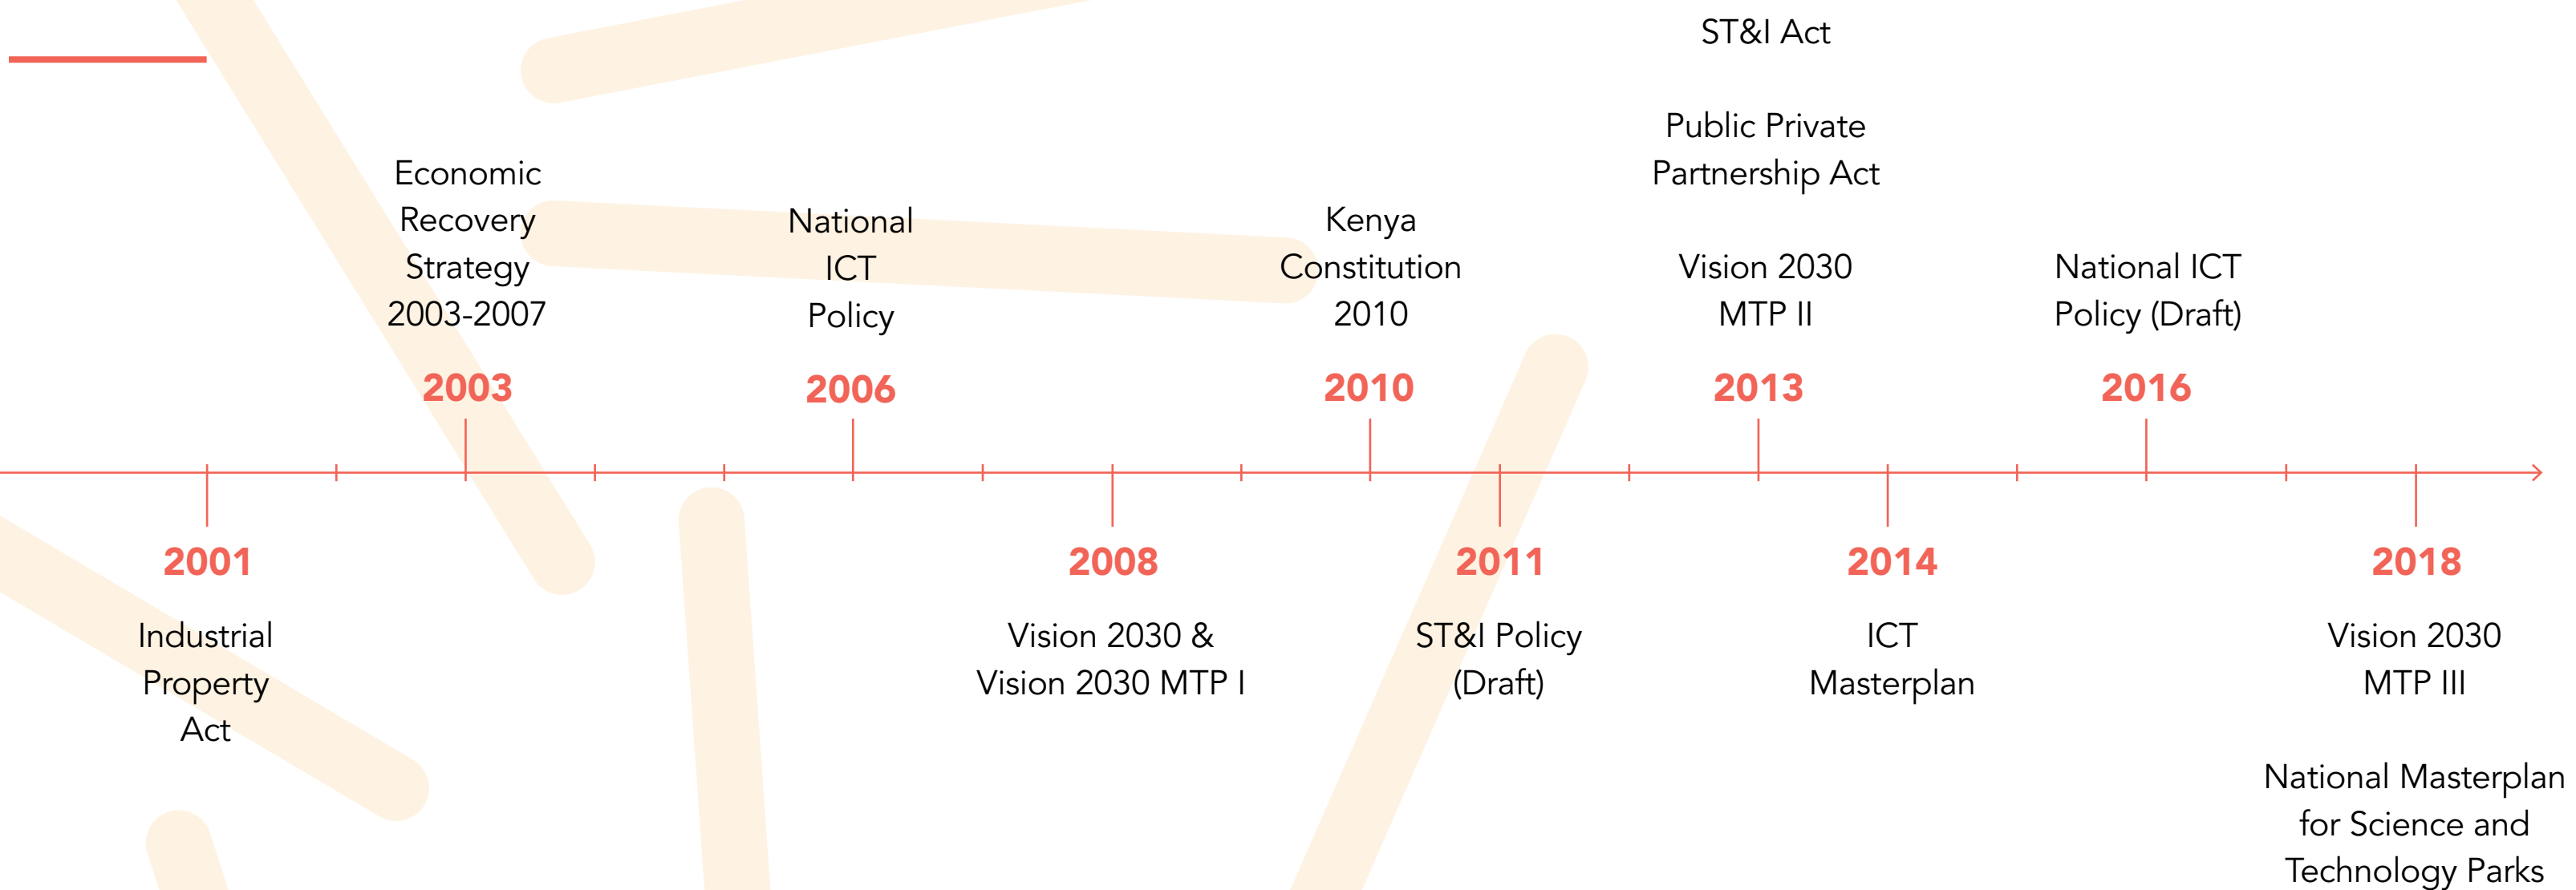 ST&I Act
Public Private
Partnership Act
Economic
Recovery
Strategy
2003-2007
National
ICT
Policy
Kenya
Constitution
2010
Vision 2030
MTP II
National ICT
Policy (Draft)
2003
2006
2010
2013
2016
2001
2008
2011
2014
2018
Industrial
Property
Act
Vision 2030 &
Vision 2030 MTP I
ST&I Policy
(Draft)
ICT
Masterplan
Vision 2030
MTP III
National Masterplan
for Science and
Technology Parks